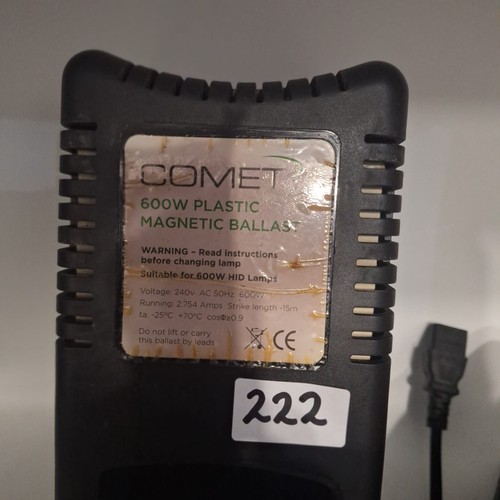 COMET
600W PLASTIC
MAGNETIC BALLAST
WARNING – Read instructions
before changing lamp
Suitable for 600W HID Lamps
Voltage: 240v AC 50Hz 600W
Running: 2.754 Amps Strike length -15m
ta. -25°C +70°C cosΦ≥0.9
Do not lift or carry
this ballast by leads
CE
222